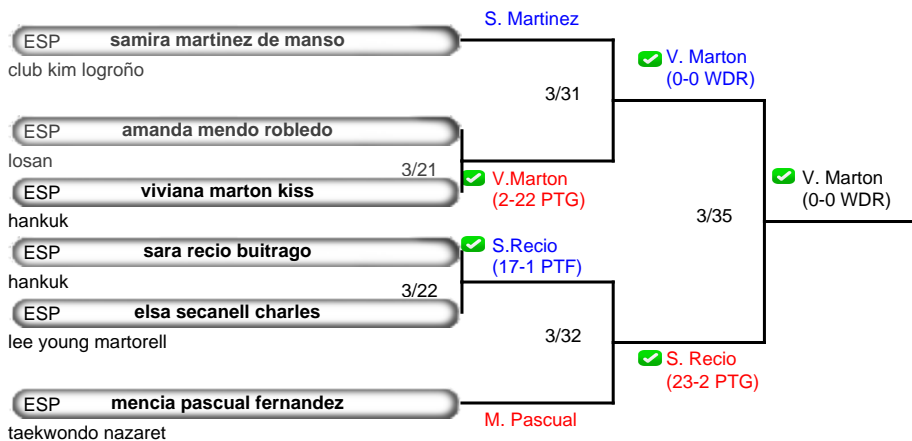 S. Martinez
ESP samira martinez de manso
club kim logroño
V. Marton
(0-0 WDR)
3/31
ESP amanda mendo robledo
losan
3/21
V.Marton
(2-22 PTG)
ESP viviana marton kiss
hankuk
V. Marton
(0-0 WDR)
3/35
ESP sara recio buitrago
hankuk
S.Recio
(17-1 PTF)
3/22
ESP elsa secanell charles
lee young martorell
3/32
S. Recio
(23-2 PTG)
ESP mencia pascual fernandez
M. Pascual
taekwondo nazaret